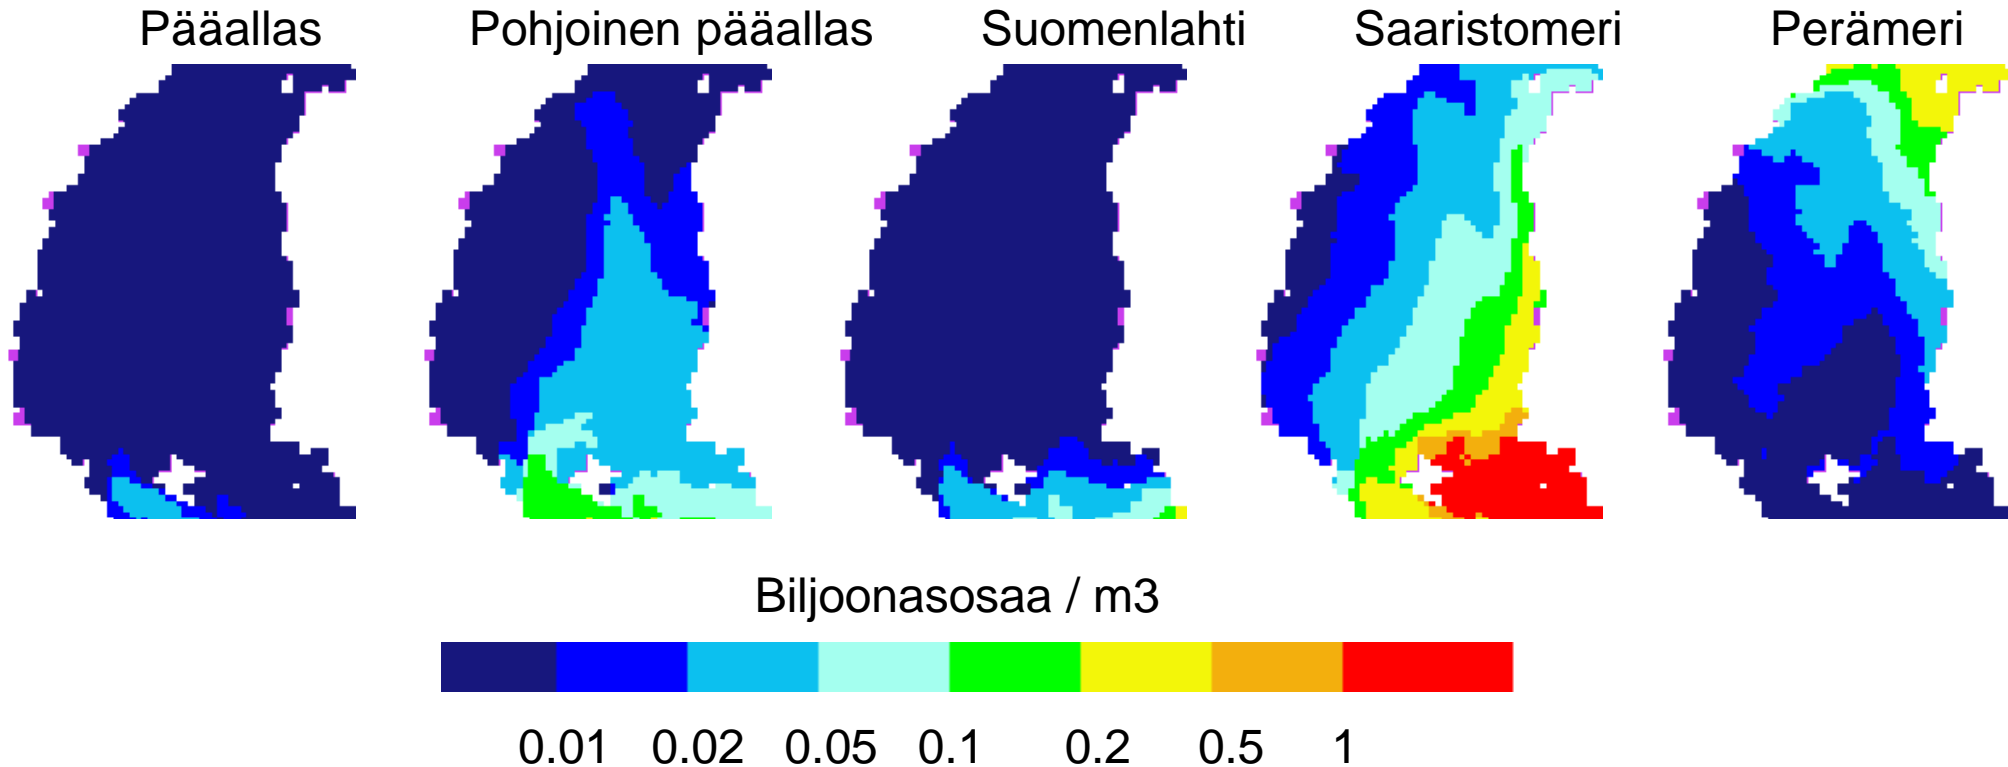 Pääallas Pohjoinen pääallas Suomenlahti Saaristomeri Perämeri
Biljoonasosaa / m3
0.01 0.02 0.05 0.1 0.2 0.5 1